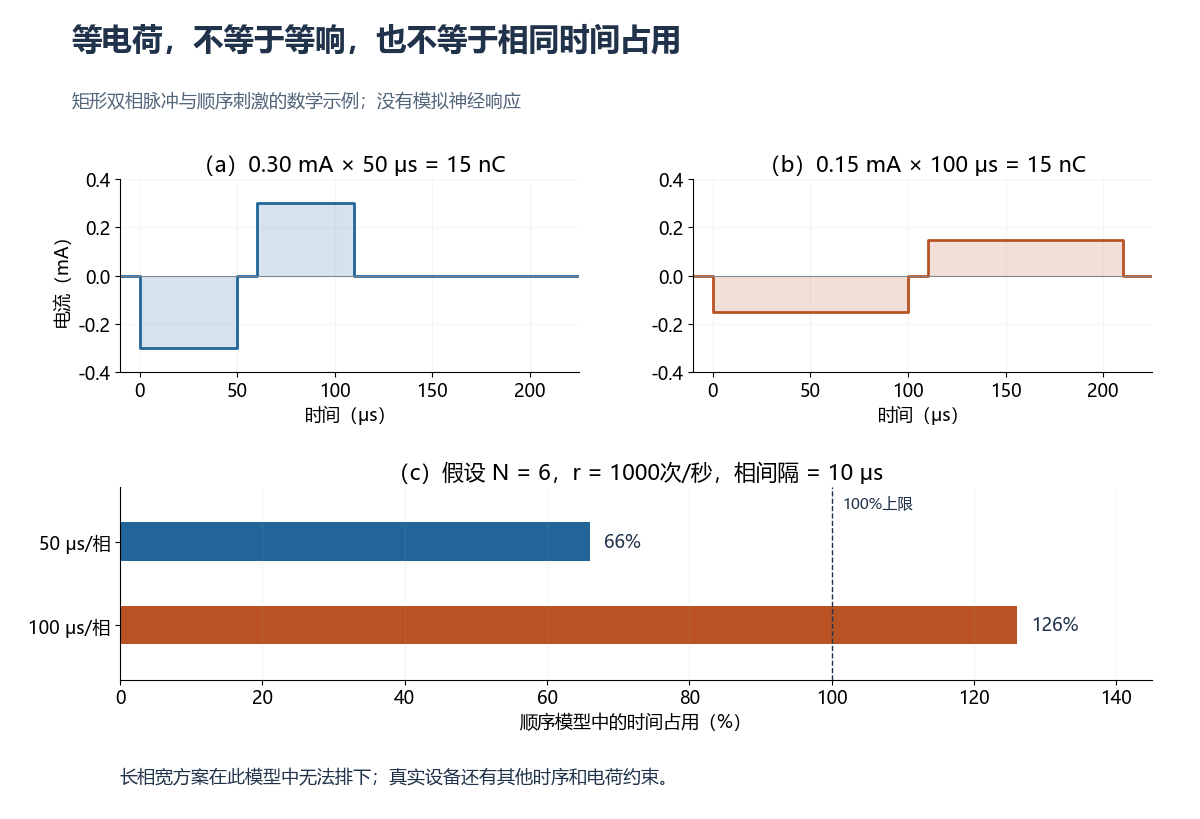 等电荷，不等于等响，也不等于相同时间占用
矩形双相脉冲与顺序刺激的数学示例；没有模拟神经响应
（a）0.30 mA × 50 μs = 15 nC
0.4
0.2
0.0
-0.2
-0.4
电流（mA）
0 50 100 150 200
时间（μs）
（b）0.15 mA × 100 μs = 15 nC
0.4
0.2
0.0
-0.2
-0.4
0 50 100 150 200
时间（μs）
（c）假设 N = 6，r = 1000次/秒，相间隔 = 10 μs
100%上限
50 μs/相
66%
100 μs/相
126%
0 20 40 60 80 100 120 140
顺序模型中的时间占用（%）
长相宽方案在此模型中无法排下；真实设备还有其他时序和电荷约束。